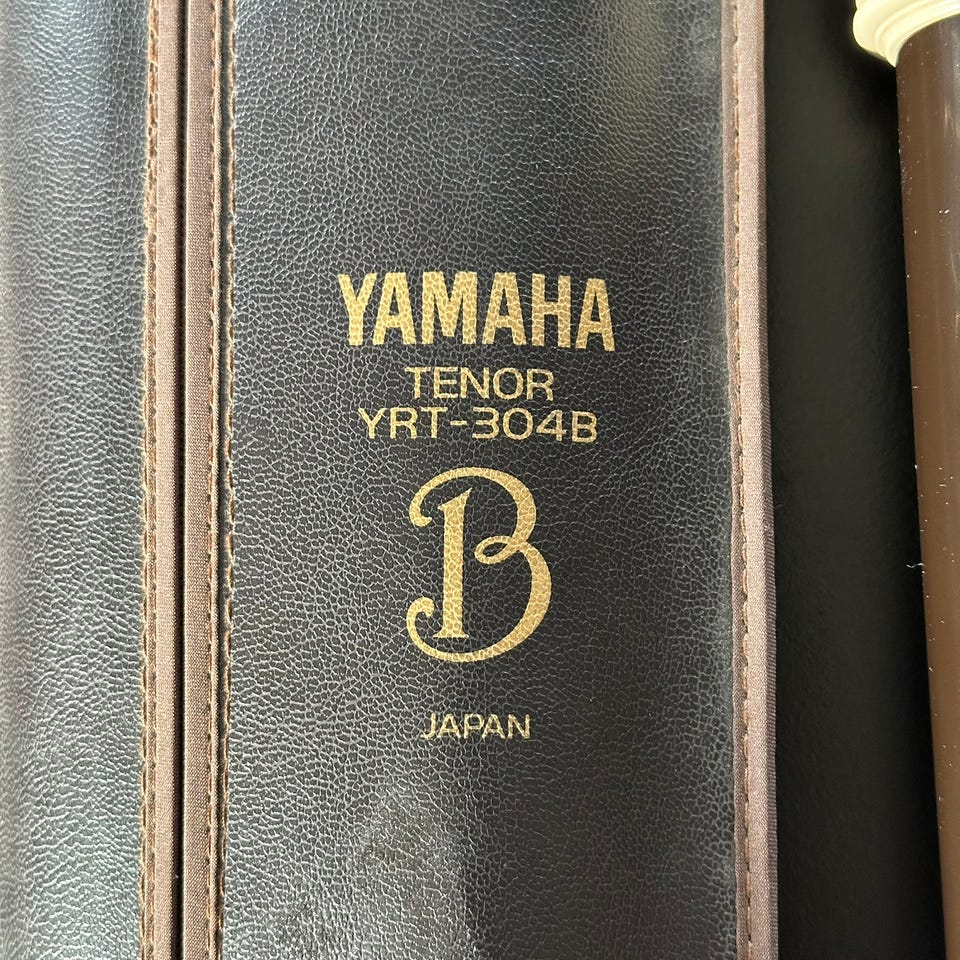 YAMAHA
TENOR
YRT-304B
B
JAPAN